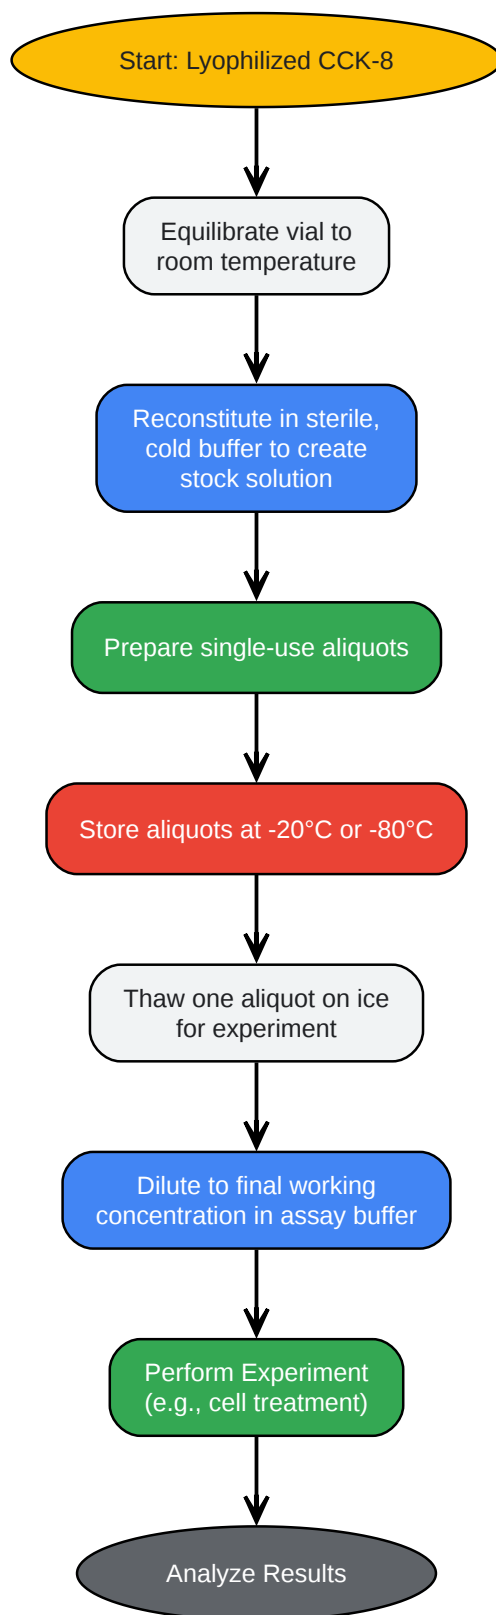 Start: Lyophilized CCK-8
Equilibrate vial to
room temperature
Reconstitute in sterile,
cold buffer to create
stock solution
Prepare single-use aliquots
Store aliquots at -20°C or -80°C
Thaw one aliquot on ice
for experiment
Dilute to final working
concentration in assay buffer
Perform Experiment
(e.g., cell treatment)
Analyze Results